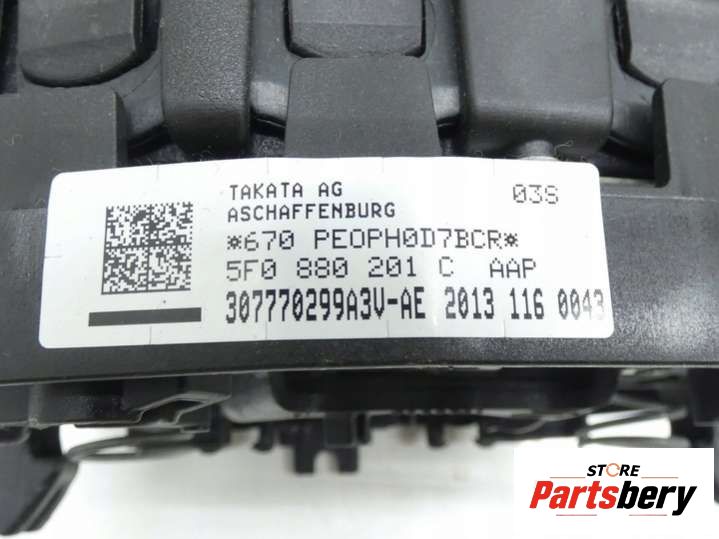 TAKATA AG 03S
ASCHAFFENBURG
*670 PEOPH0D7BCR*
5F0 880 201 C AAP
307770299A3V-AE 2013 116 0043
STORE
Partsbery